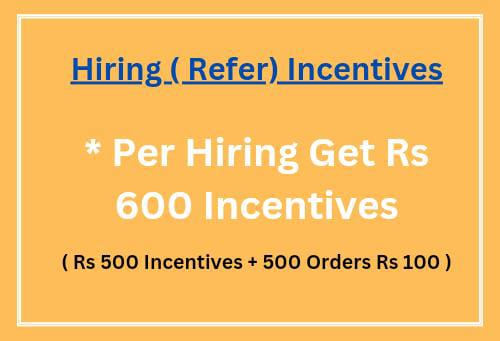 Hiring ( Refer) Incentives
* Per Hiring Get Rs
600 Incentives
( Rs 500 Incentives + 500 Orders Rs 100 )